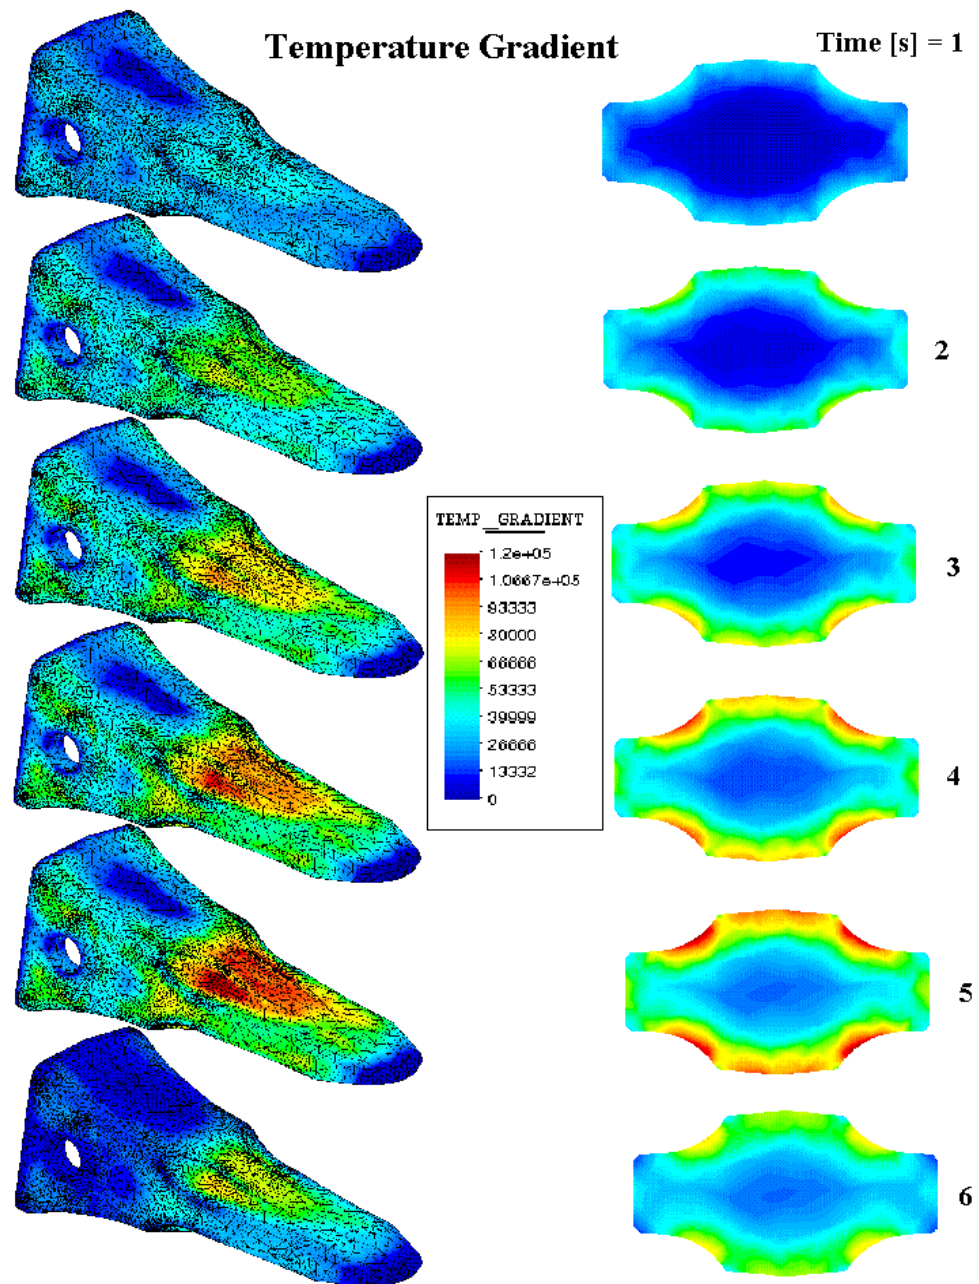 Temperature Gradient
Time [s] = 1
2
3
TEMP__GRADIENT
1.2e+05
1.0667e+05
93333
80000
66666
53333
39999
26666
13332
0
4
5
6